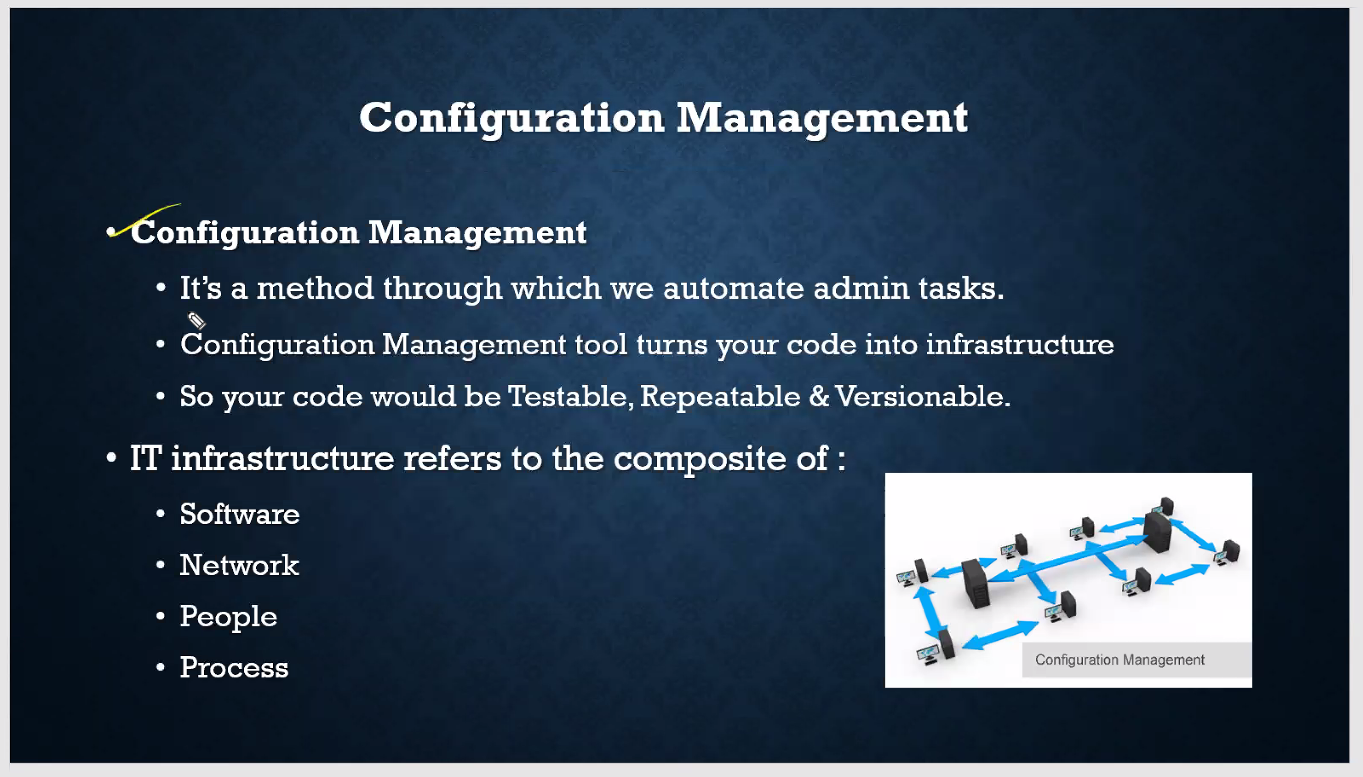 Configuration Management
• Configuration Management
• It's a method through which we automate admin tasks.
• Configuration Management tool turns your code into infrastructure
• So your code would be Testable, Repeatable & Versionable.
• IT infrastructure refers to the composite of :
• Software
• Network
• People
• Process
Configuration Management